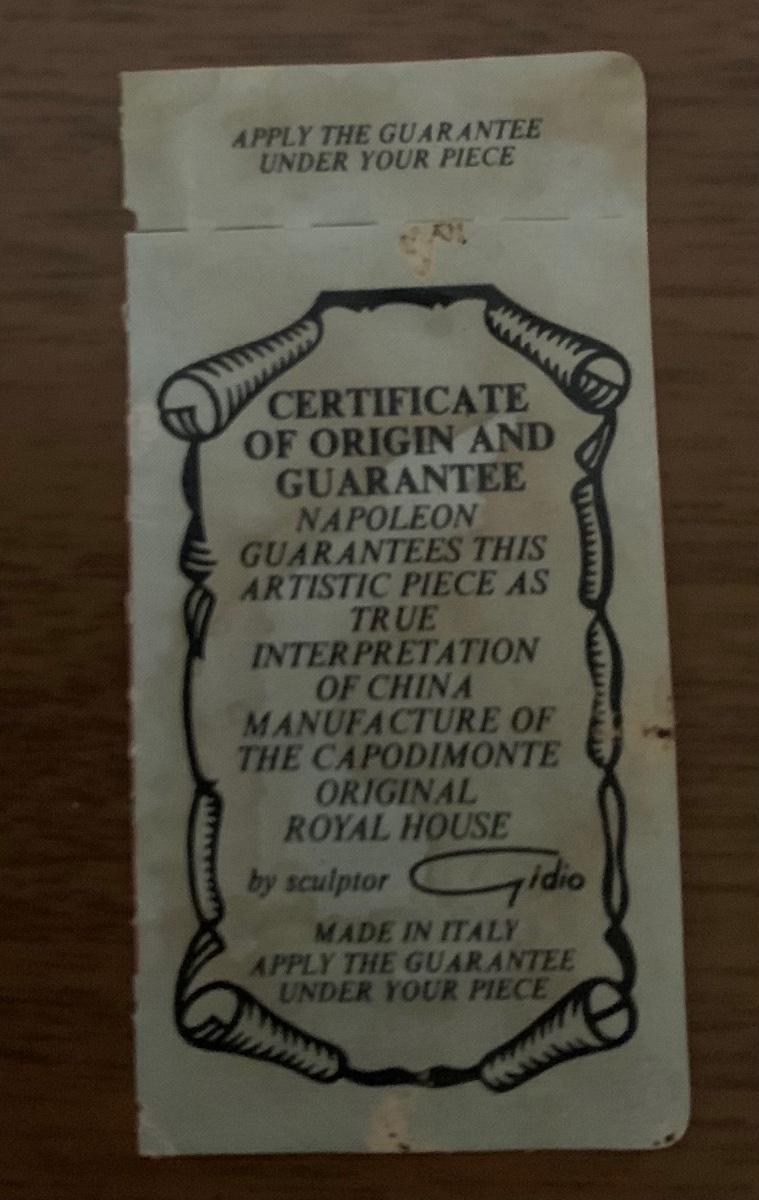 APPLY THE GUARANTEE
UNDER YOUR PIECE
CERTIFICATE
OF ORIGIN AND
GUARANTEE
NAPOLEON
GUARANTEES THIS
ARTISTIC PIECE AS
TRUE
INTERPRETATION
OF CHINA
MANUFACTURE OF
THE CAPODIMONTE
ORIGINAL
ROYAL HOUSE
by sculptor Gidio
MADE IN ITALY
APPLY THE GUARANTEE
UNDER YOUR PIECE